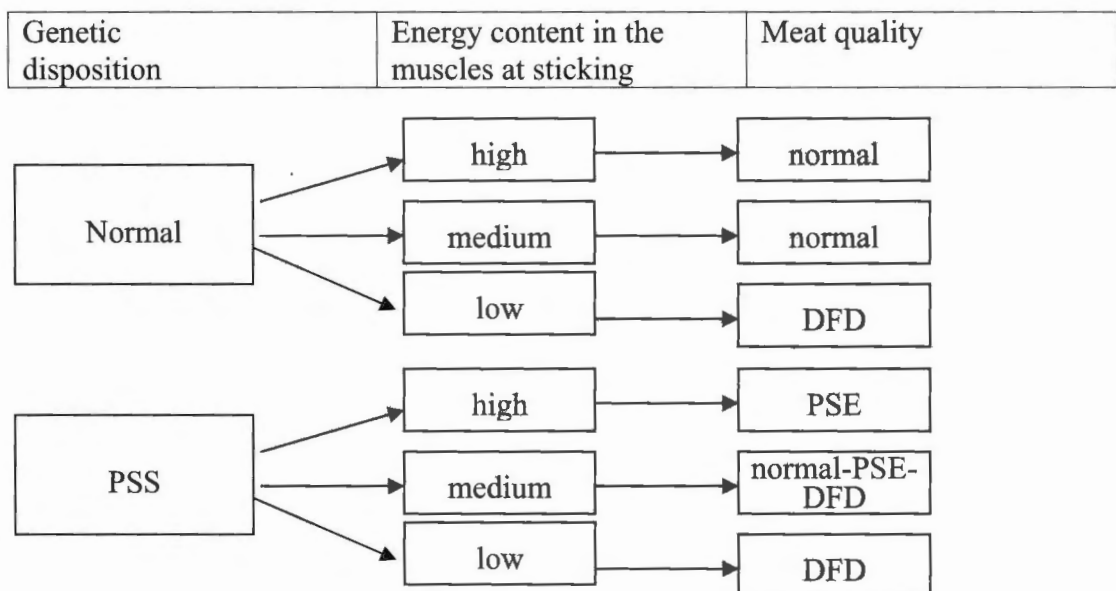 Genetic
disposition
Energy content in the
muscles at sticking
Meat quality
Normal
high
normal
medium
normal
low
DFD
PSS
high
PSE
medium
normal-PSE-
DFD
low
DFD